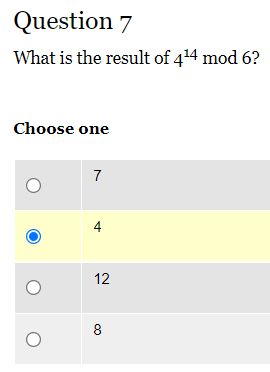 Question 7
What is the result of 4¹⁴ mod 6?
Choose one
7
4
12
8